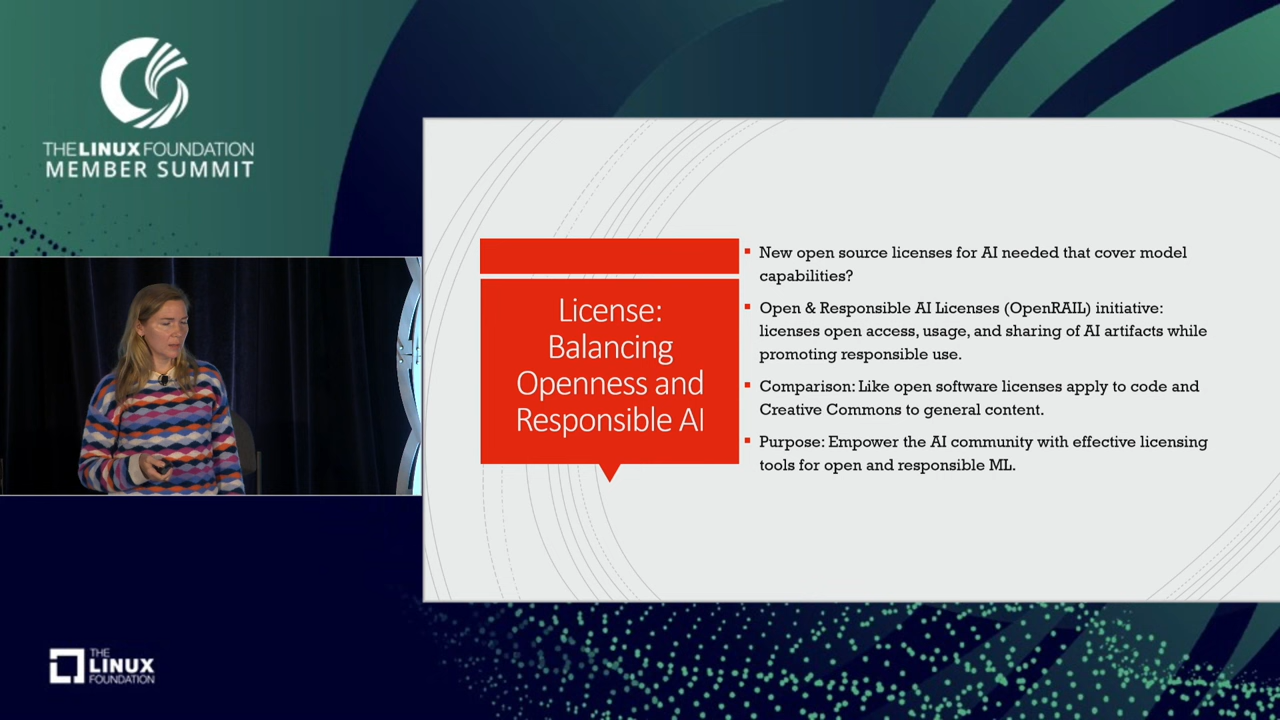 THE LINUX FOUNDATION
MEMBER SUMMIT
License:
Balancing
Openness and
Responsible AI
New open source licenses for AI needed that cover model
capabilities?
Open & Responsible AI Licenses (OpenRAIL) initiative:
licenses open access, usage, and sharing of AI artifacts while
promoting responsible use.
Comparison: Like open software licenses apply to code and
Creative Commons to general content.
Purpose: Empower the AI community with effective licensing
tools for open and responsible ML.
THE
LINUX
FOUNDATION